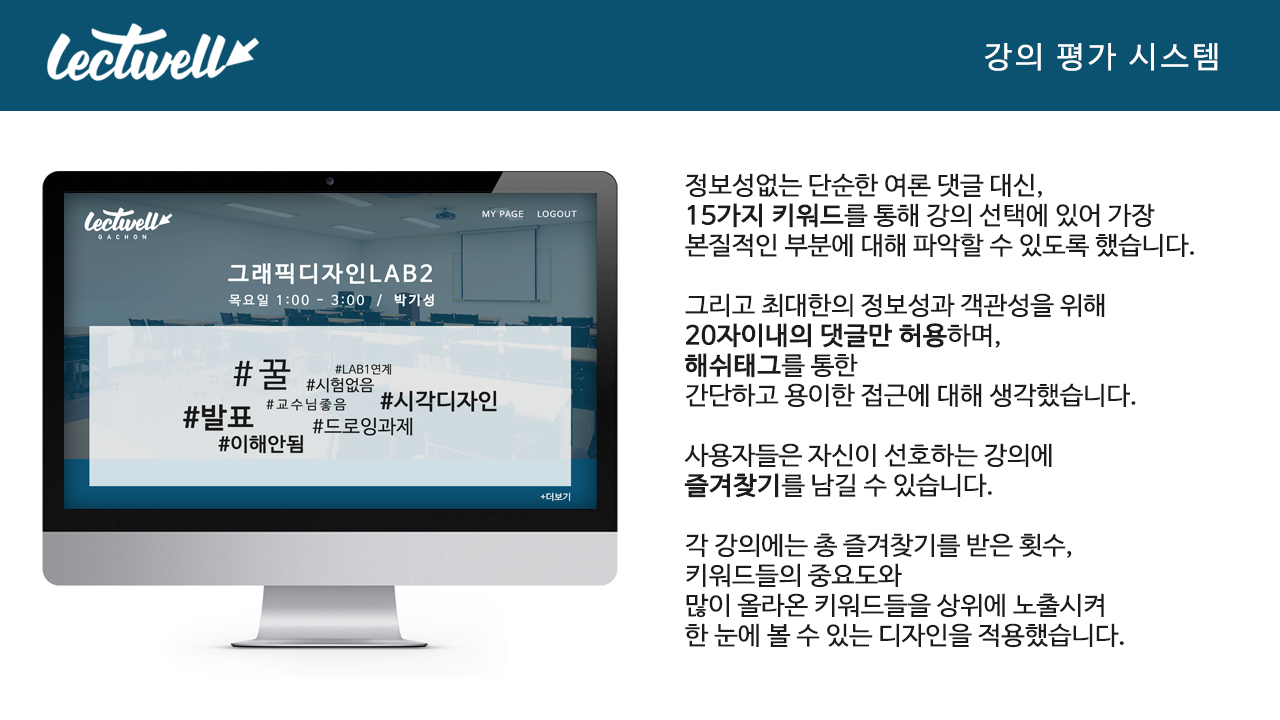 Lectwell
강의 평가 시스템
Lectwell
GACHON
MY PAGE LOGOUT
그래픽디자인LAB2
목요일 1:00 - 3:00 / 박기성
#꿀
#LAB1연계
#시험없음
#교수님좋음
#시각디자인
#발표
#드로잉과제
#이해안됨
+더보기
정보성없는 단순한 여론 댓글 대신,
15가지 키워드를 통해 강의 선택에 있어 가장
본질적인 부분에 대해 파악할 수 있도록 했습니다.
그리고 최대한의 정보성과 객관성을 위해
20자이내의 댓글만 허용하며,
해쉬태그를 통한
간단하고 용이한 접근에 대해 생각했습니다.
사용자들은 자신이 선호하는 강의에
즐겨찾기를 남길 수 있습니다.
각 강의에는 총 즐겨찾기를 받은 횟수,
키워드들의 중요도와
많이 올라온 키워드들을 상위에 노출시켜
한 눈에 볼 수 있는 디자인을 적용했습니다.